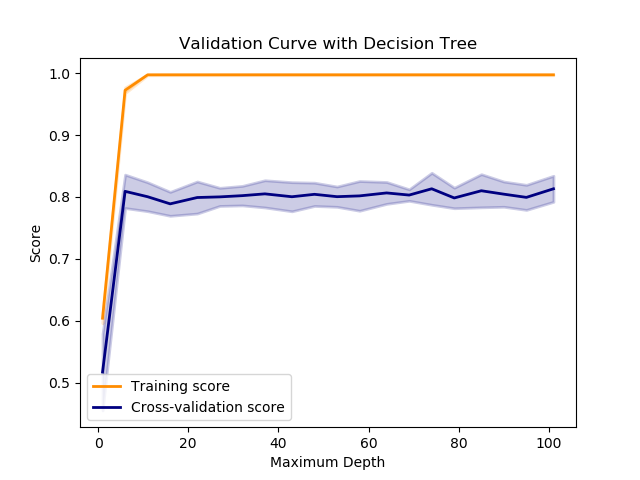 Validation Curve with Decision Tree
1.0
0.9
0.8
0.7
0.6
0.5
Score
Training score
Cross-validation score
0 20 40 60 80 100
Maximum Depth